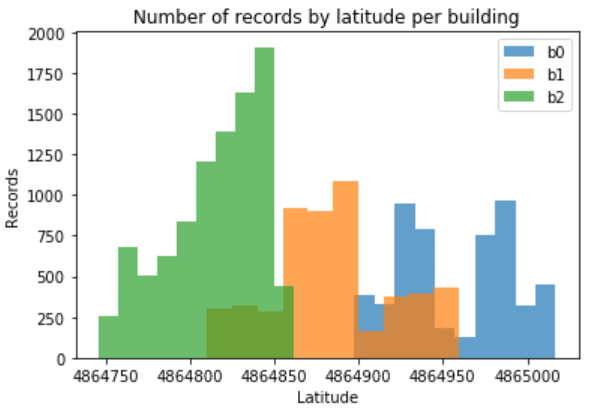 Number of records by latitude per building
2000
1750
1500
1250
1000
750
500
250
0
Records
b0
b1
b2
4864750 4864800 4864850 4864900 4864950 4865000
Latitude